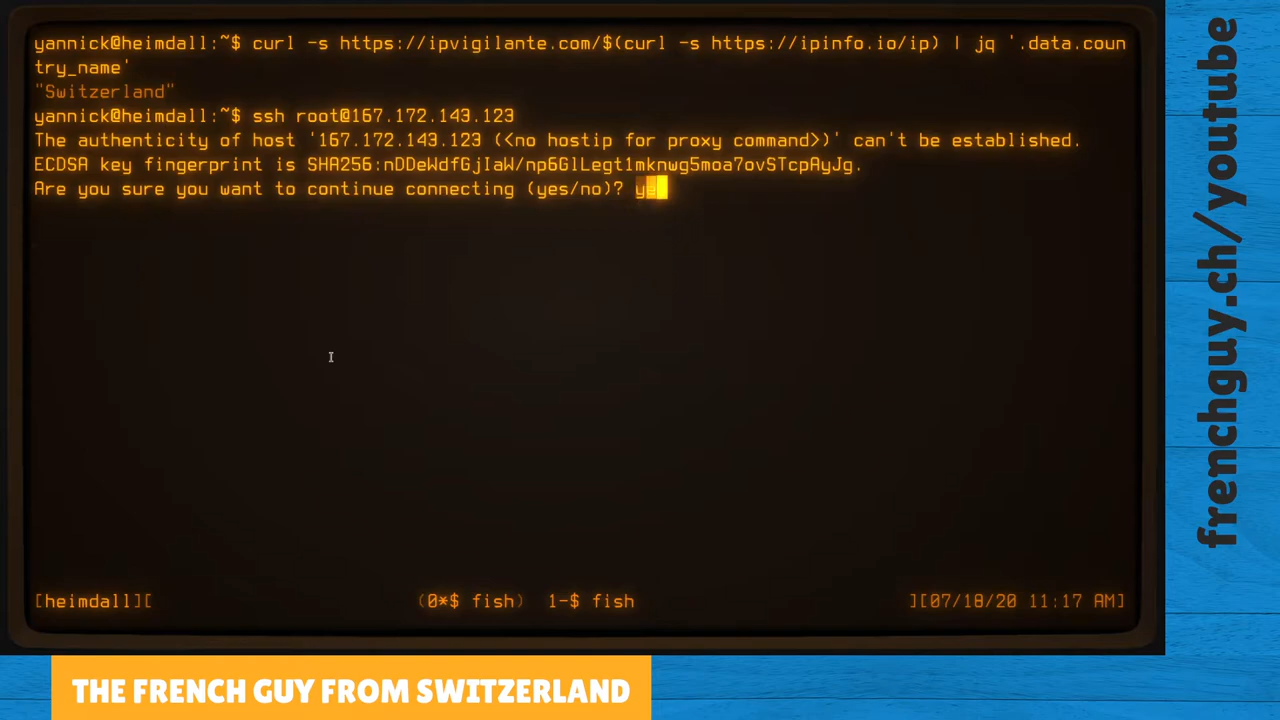 yannick@heimdall:~$ curl -s https://ipvigilante.com/$(curl -s https://ipinfo.io/ip) | jq '.data.coun
try_name'
"Switzerland"
yannick@heimdall:~$ ssh root@167.172.143.123
The authenticity of host '167.172.143.123 (<no hostip for proxy command>)' can't be established.
ECDSA key fingerprint is SHA256:nDDeWdfGjIaW/np6GlLegt1mknwg5moa7ovSTcpAyJg.
Are you sure you want to continue connecting (yes/no)? ye
[heimdall][ (0*$ fish) 1-$ fish ][07/18/20 11:17 AM]
frenchguy.ch/youtube
THE FRENCH GUY FROM SWITZERLAND